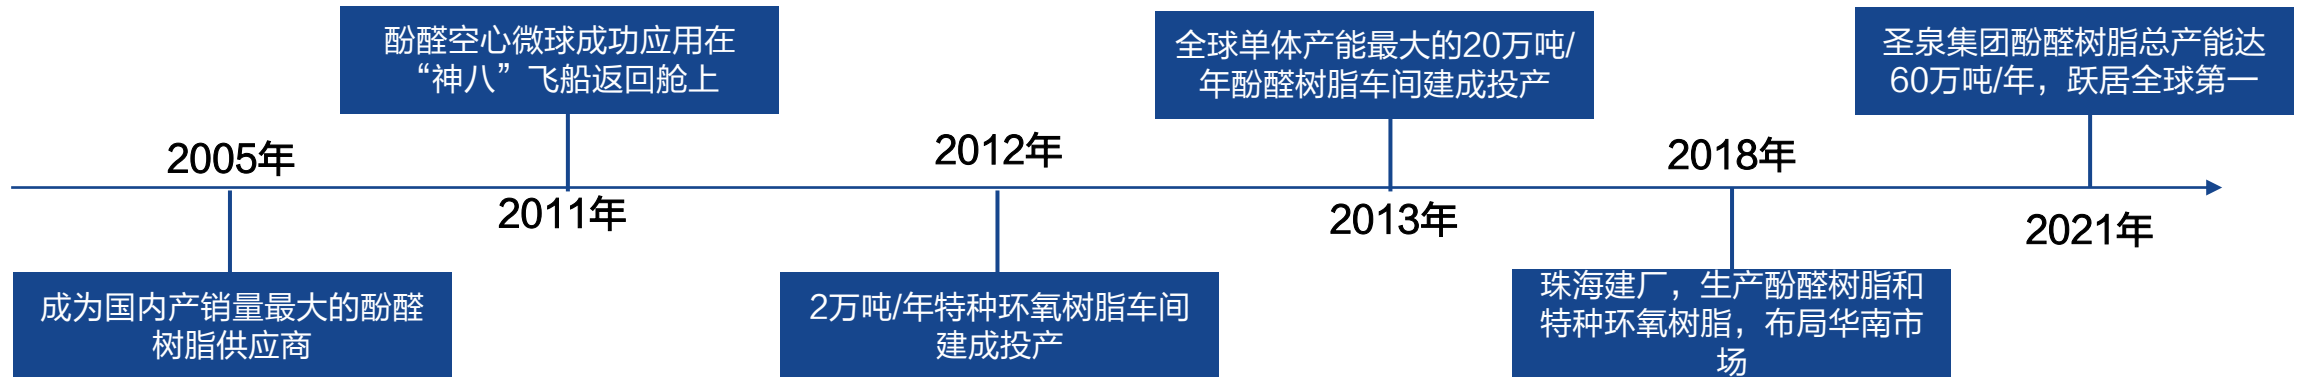 2005年
成为国内产销量最大的酚醛
树脂供应商
酚醛空心微球成功应用在
“神八”飞船返回舱上
2011年
2012年
2万吨/年特种环氧树脂车间
建成投产
全球单体产能最大的20万吨/
年酚醛树脂车间建成投产
2013年
2018年
珠海建厂，生产酚醛树脂和
特种环氧树脂，布局华南市
场
圣泉集团酚醛树脂总产能达
60万吨/年，跃居全球第一
2021年